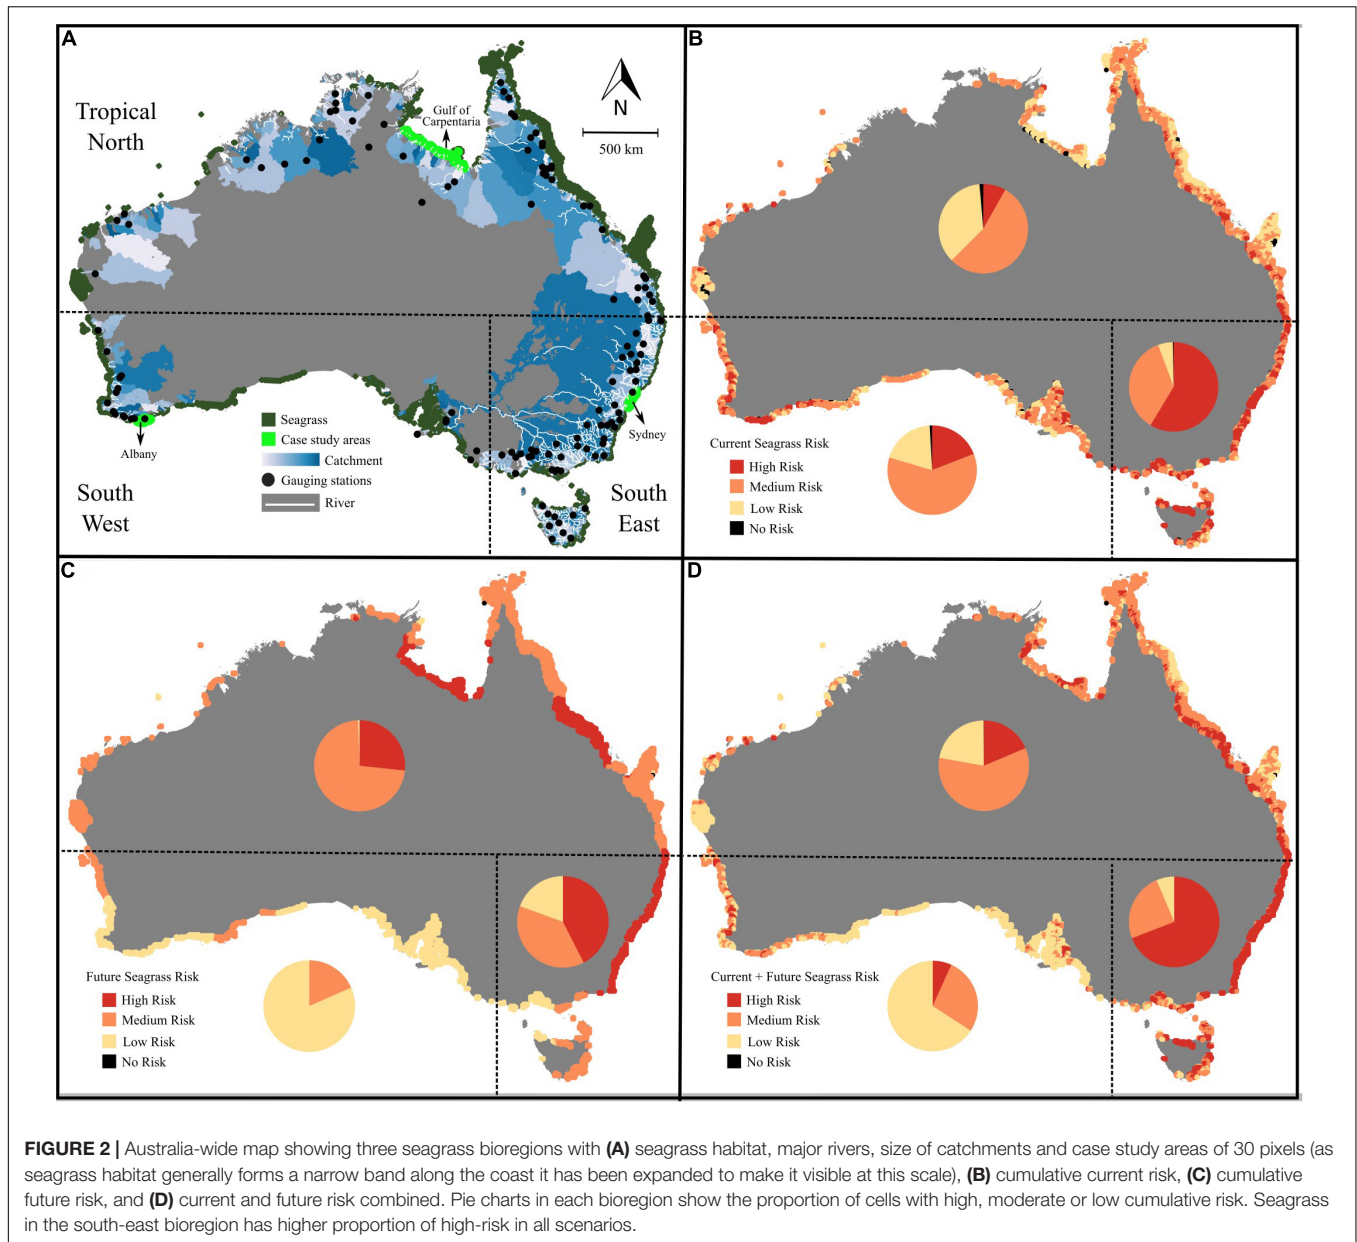 A
Tropical
North
Gulf of
Carpentaria
N
500 km
Seagrass
Case study areas
Catchment
Gauging stations
River
Albany
Sydney
South
West
South
East
B
Current Seagrass Risk
High Risk
Medium Risk
Low Risk
No Risk
C
Future Seagrass Risk
High Risk
Medium Risk
Low Risk
No Risk
D
Current + Future Seagrass Risk
High Risk
Medium Risk
Low Risk
No Risk
FIGURE 2 | Australia-wide map showing three seagrass bioregions with (A) seagrass habitat, major rivers, size of catchments and case study areas of 30 pixels (as
seagrass habitat generally forms a narrow band along the coast it has been expanded to make it visible at this scale), (B) cumulative current risk, (C) cumulative
future risk, and (D) current and future risk combined. Pie charts in each bioregion show the proportion of cells with high, moderate or low cumulative risk. Seagrass
in the south-east bioregion has higher proportion of high-risk in all scenarios.